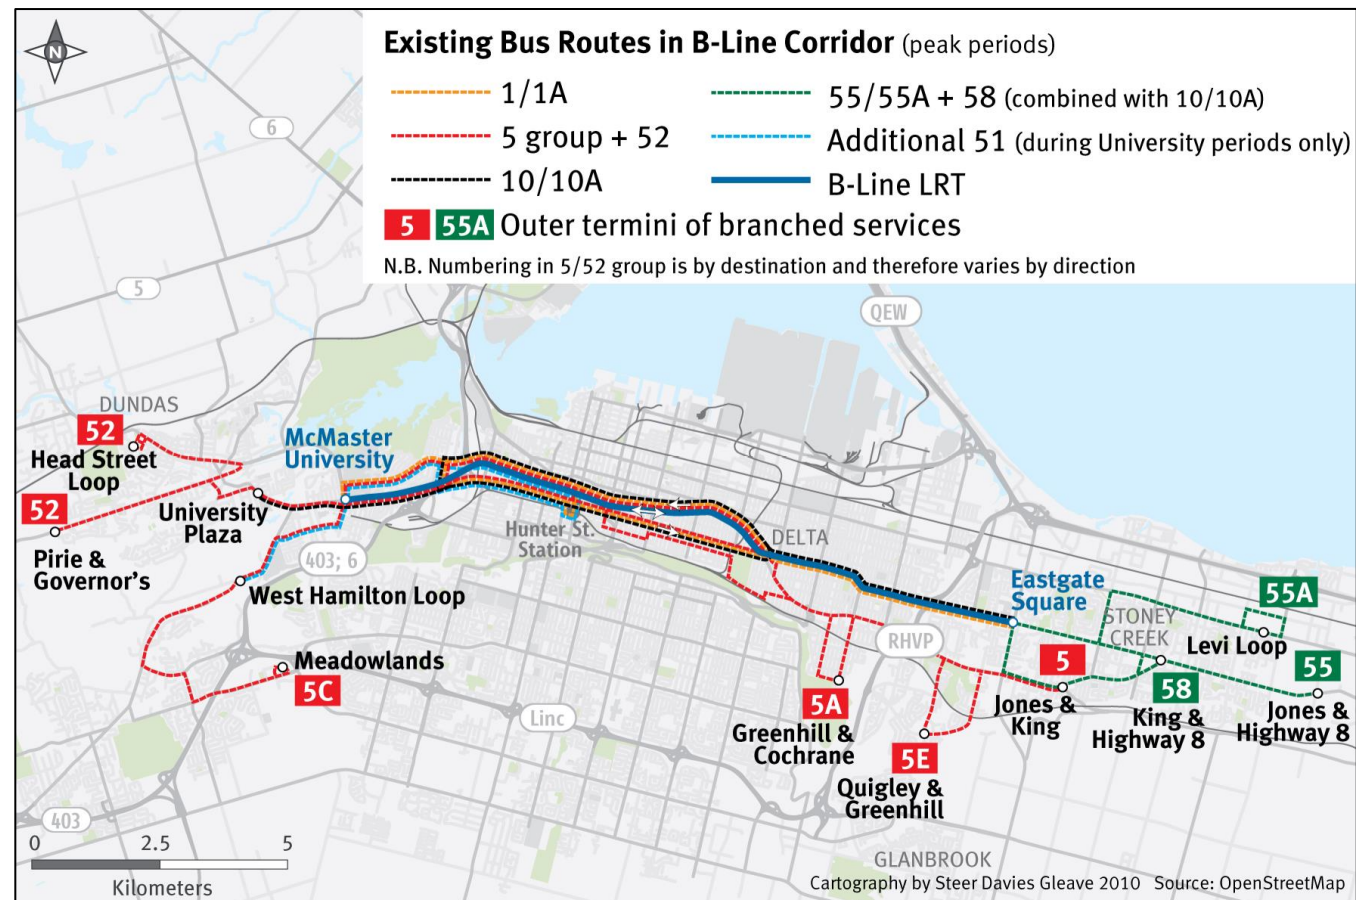 N
Existing Bus Routes in B-Line Corridor (peak periods)
1/1A
55/55A + 58 (combined with 10/10A)
5 group + 52
Additional 51 (during University periods only)
10/10A
B-Line LRT
5 55A Outer termini of branched services
N.B. Numbering in 5/52 group is by destination and therefore varies by direction
6
5
QEW
DUNDAS
52
Head Street
Loop
McMaster
University
52
University
Plaza
Pirie &
Governor's
403; 6
Hunter St.
Station
DELTA
West Hamilton Loop
Eastgate
Square
STONEY
CREEK
55A
Levi Loop
RHVP
Meadowlands
5C
5
Jones &
King
58
King &
Highway 8
55
Jones &
Highway 8
5A
Greenhill &
Cochrane
Linc
5E
Quigley &
Greenhill
403
0 2.5 5
Kilometers
GLANBROOK
Cartography by Steer Davies Gleave 2010 Source: OpenStreetMap